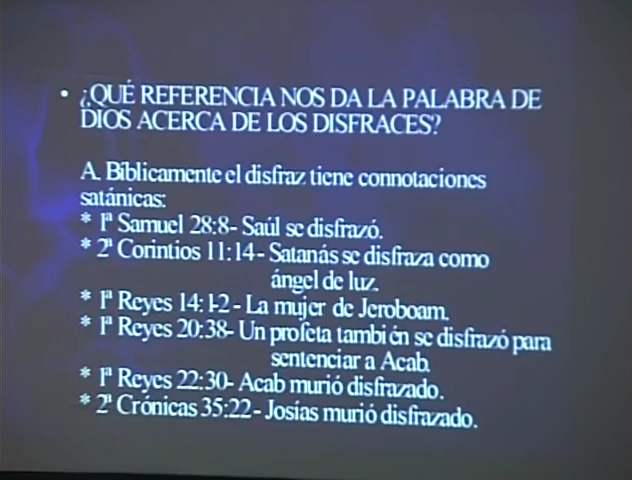 • ¿QUÉ REFERENCIA NOS DA LA PALABRA DE
DIOS ACERCA DE LOS DISFRACES?
A. Bíblicamente el disfraz tiene connotaciones
satánicas:
* 1ª Samuel 28:8- Saúl se disfrazó.
* 2ª Corintios 11:14- Satanás se disfraza como
ángel de luz.
* 1ª Reyes 14:1-2 - La mujer de Jeroboam.
* 1ª Reyes 20:38- Un profeta también se disfrazó para
sentenciar a Acab.
* 1ª Reyes 22:30- Acab murió disfrazado.
* 2ª Crónicas 35:22- Josías murió disfrazado.